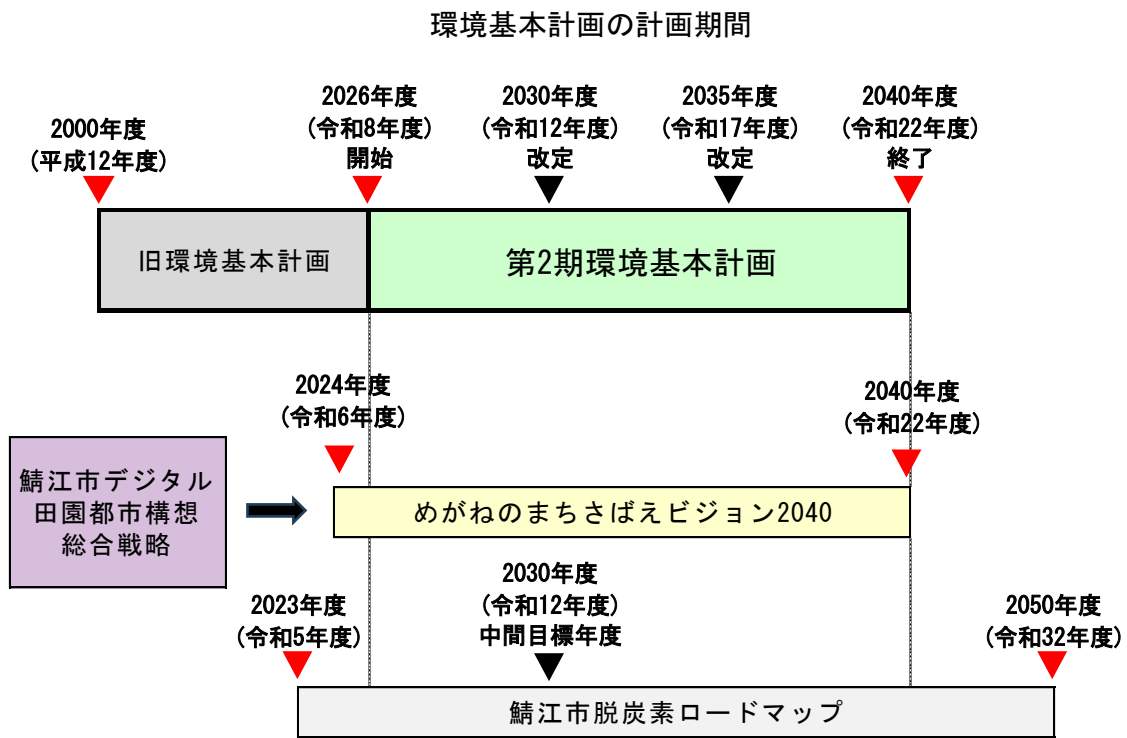 環境基本計画の計画期間
2000年度
(平成12年度)
2026年度
(令和8年度)
開始
2030年度
(令和12年度)
改定
2035年度
(令和17年度)
改定
2040年度
(令和22年度)
終了
旧環境基本計画
第2期環境基本計画
2024年度
(令和6年度)
2040年度
(令和22年度)
鯖江市デジタル
田園都市構想
総合戦略
めがねのまちさばえビジョン2040
2023年度
(令和5年度)
2030年度
(令和12年度)
中間目標年度
2050年度
(令和32年度)
鯖江市脱炭素ロードマップ